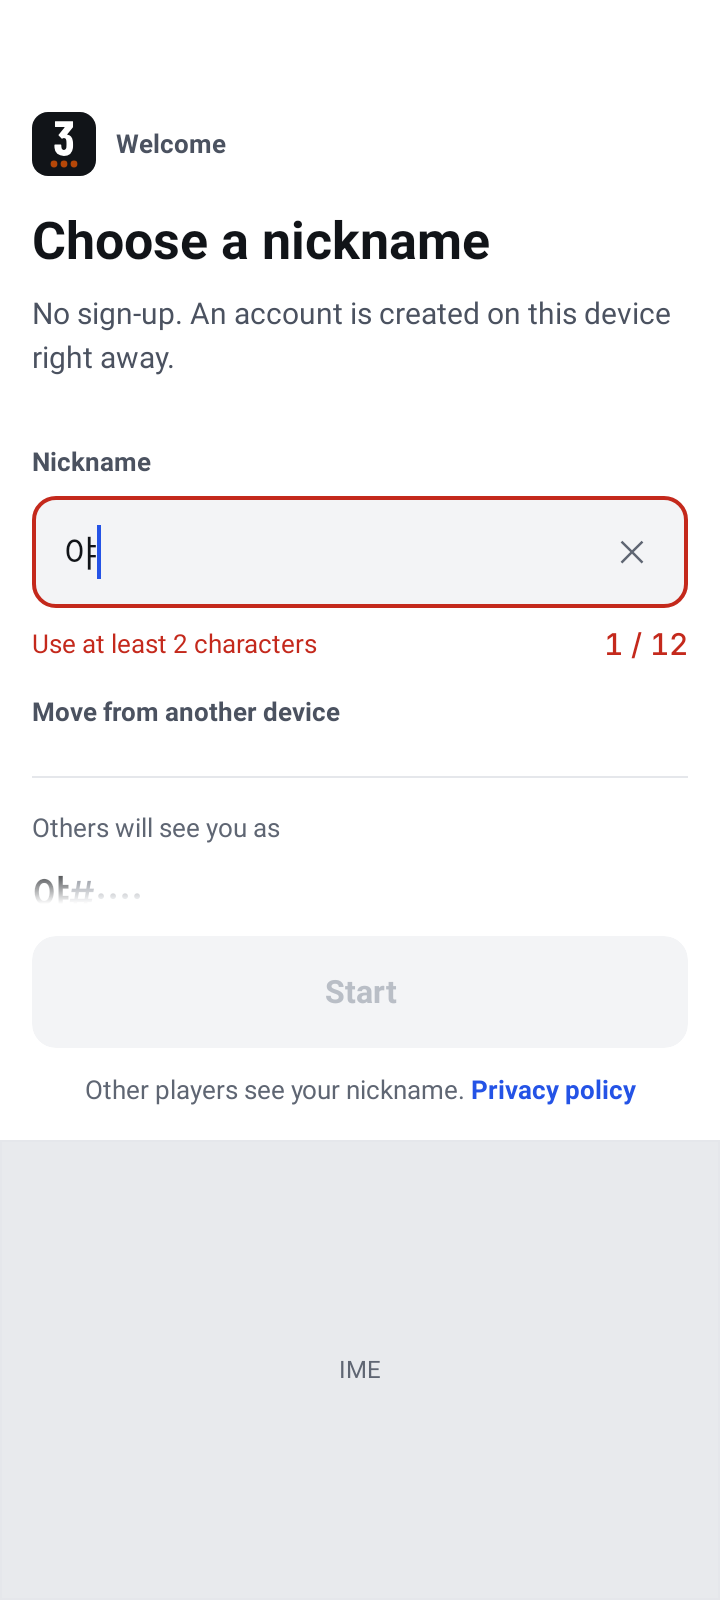 3
Welcome
Choose a nickname
No sign-up. An account is created on this device
right away.
Nickname
야
Use at least 2 characters
1 / 12
Move from another device
Others will see you as
야#····
Start
Other players see your nickname. Privacy policy
IME